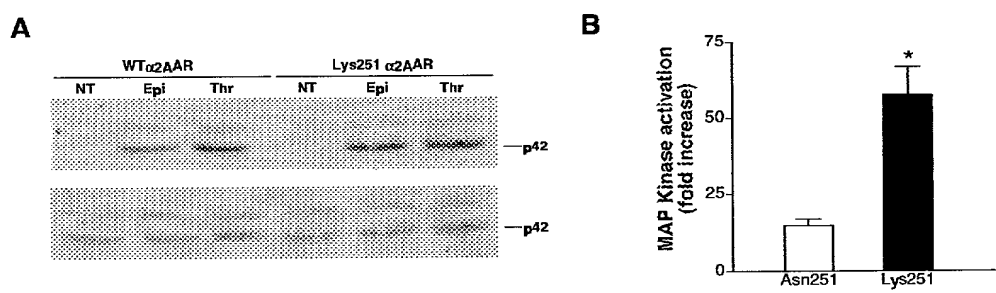 A
WTα2AAR Lys251 α2AAR
NT Epi Thr NT Epi Thr
p42
p42
B
MAP Kinase activation
(fold increase)
75
50
25
0
*
Asn251 Lys251